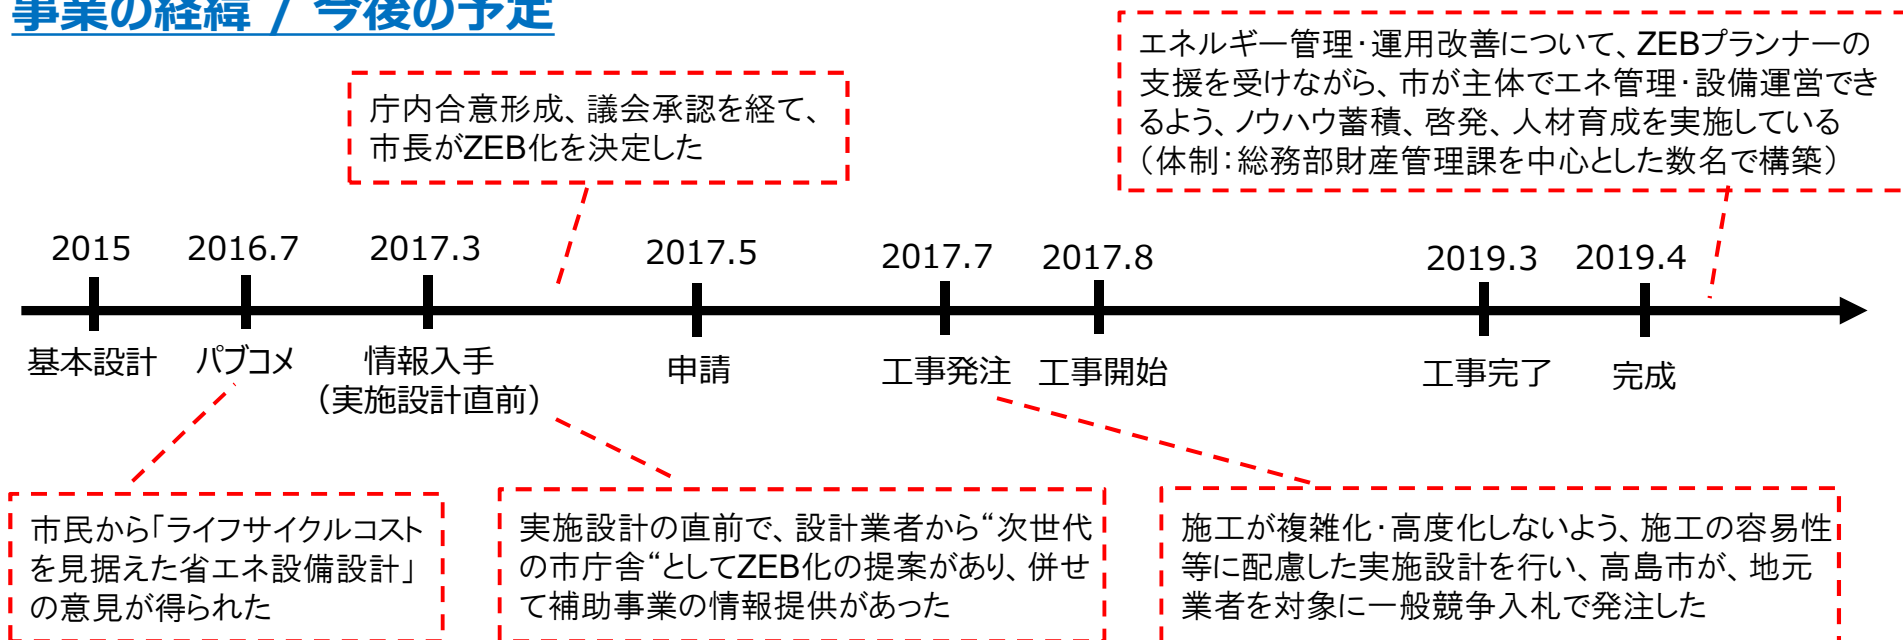 事業の経緯 / 今後の予定
エネルギー管理・運用改善について、ZEBプランナーの
支援を受けながら、市が主体でエネ管理・設備運営でき
るよう、ノウハウ蓄積、啓発、人材育成を実施している
（体制：総務部財産管理課を中心とした数名で構築）
庁内合意形成、議会承認を経て、
市長がZEB化を決定した
2015
2016.7
2017.3
2017.5
2017.7
2017.8
2019.3
2019.4
基本設計
パブコメ
情報入手
（実施設計直前）
申請
工事発注
工事開始
工事完了
完成
市民から「ライフサイクルコスト
を見据えた省エネ設備設計」
の意見が得られた
実施設計の直前で、設計業者から“次世代
の市庁舎“としてZEB化の提案があり、併せ
て補助事業の情報提供があった
施工が複雑化・高度化しないよう、施工の容易性
等に配慮した実施設計を行い、高島市が、地元
業者を対象に一般競争入札で発注した